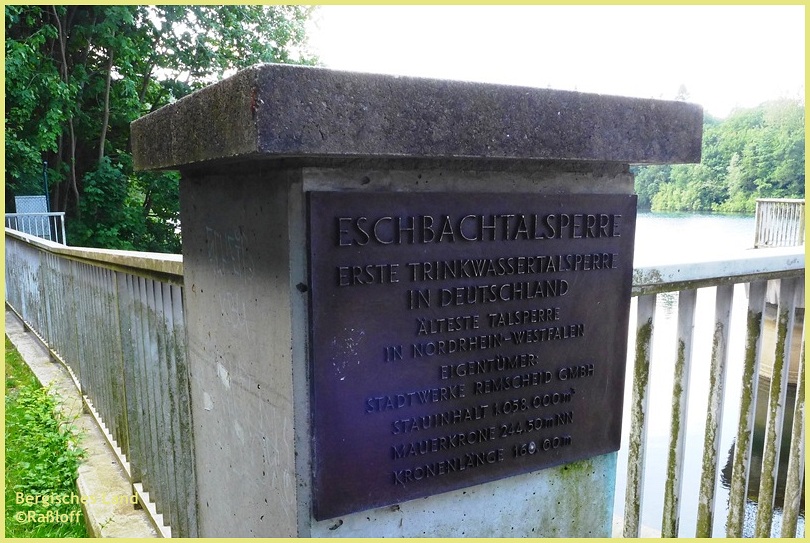 ESCHBACHTALSPERRE
ERSTE TRINKWASSERTALSPERRE
IN DEUTSCHLAND
ÄLTESTE TALSPERRE
IN NORDRHEIN-WESTFALEN
EIGENTÜMER:
STADTWERKE REMSCHEID GMBH
STAUINHALT 1.058.000 m³
MAUERKRONE 244,50 m NN
KRONENLÄNGE 160.00 m
Bergisches Land
©Raßloff